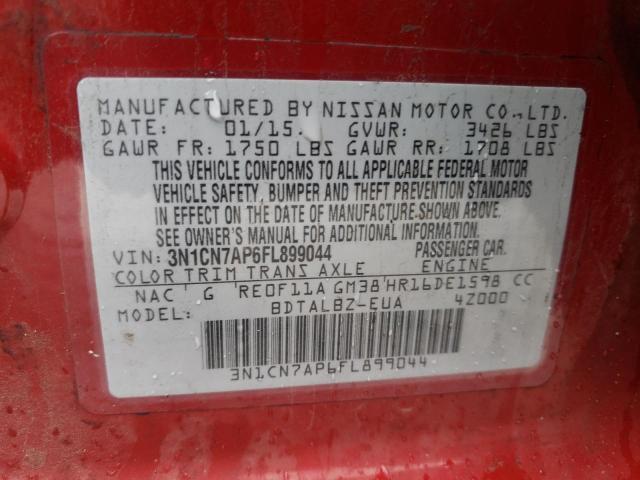 MANUFACTURED BY NISSAN MOTOR CO., LTD.
DATE: 01/15. GVWR: 3426 LBS
GAWR FR: 1750 LBS GAWR RR: 1708 LBS
THIS VEHICLE CONFORMS TO ALL APPLICABLE FEDERAL MOTOR
VEHICLE SAFETY, BUMPER AND THEFT PREVENTION STANDARDS
IN EFFECT ON THE DATE OF MANUFACTURE SHOWN ABOVE.
SEE OWNER'S MANUAL FOR ADDITIONAL INFORMATION.
VIN: 3N1CN7AP6FL899044 PASSENGER CAR.
COLOR TRIM TRANS AXLE ENGINE
NAC ' G 'RE0F11A GM38'HR16DE1598 CC
BDTALBZ-EUA 4Z000
3N1CN7AP6FL899044